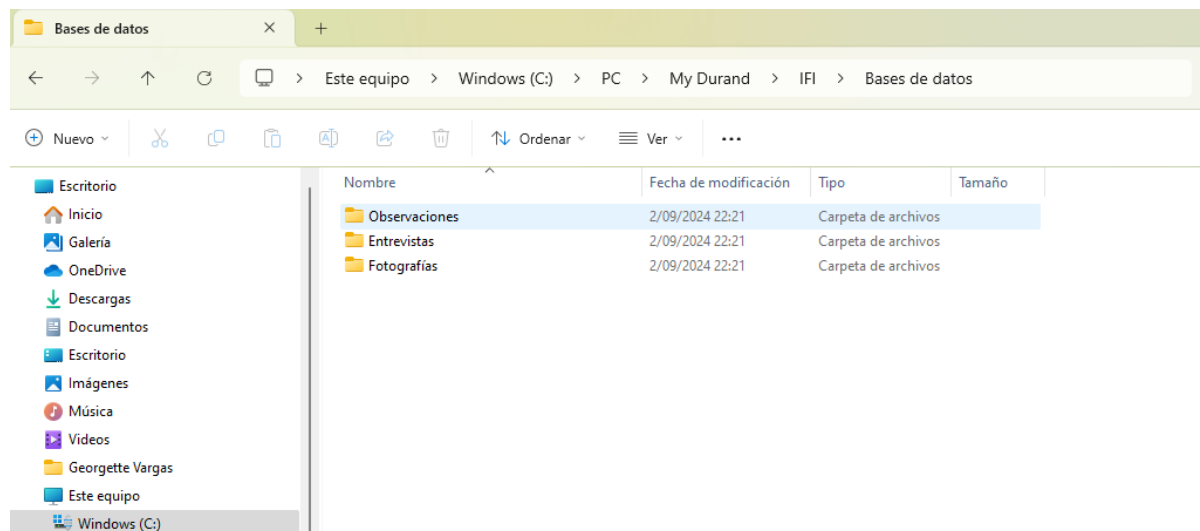 Bases de datos
Este equipo > Windows (C:) > PC > My Durand > IFI > Bases de datos
Nuevo Ordenar Ver ...
Escritorio
Inicio
Galería
OneDrive
Descargas
Documentos
Escritorio
Imágenes
Música
Videos
Georgette Vargas
Este equipo
Windows (C:)
Nombre Fecha de modificación Tipo Tamaño
Observaciones 2/09/2024 22:21 Carpeta de archivos
Entrevistas 2/09/2024 22:21 Carpeta de archivos
Fotografías 2/09/2024 22:21 Carpeta de archivos